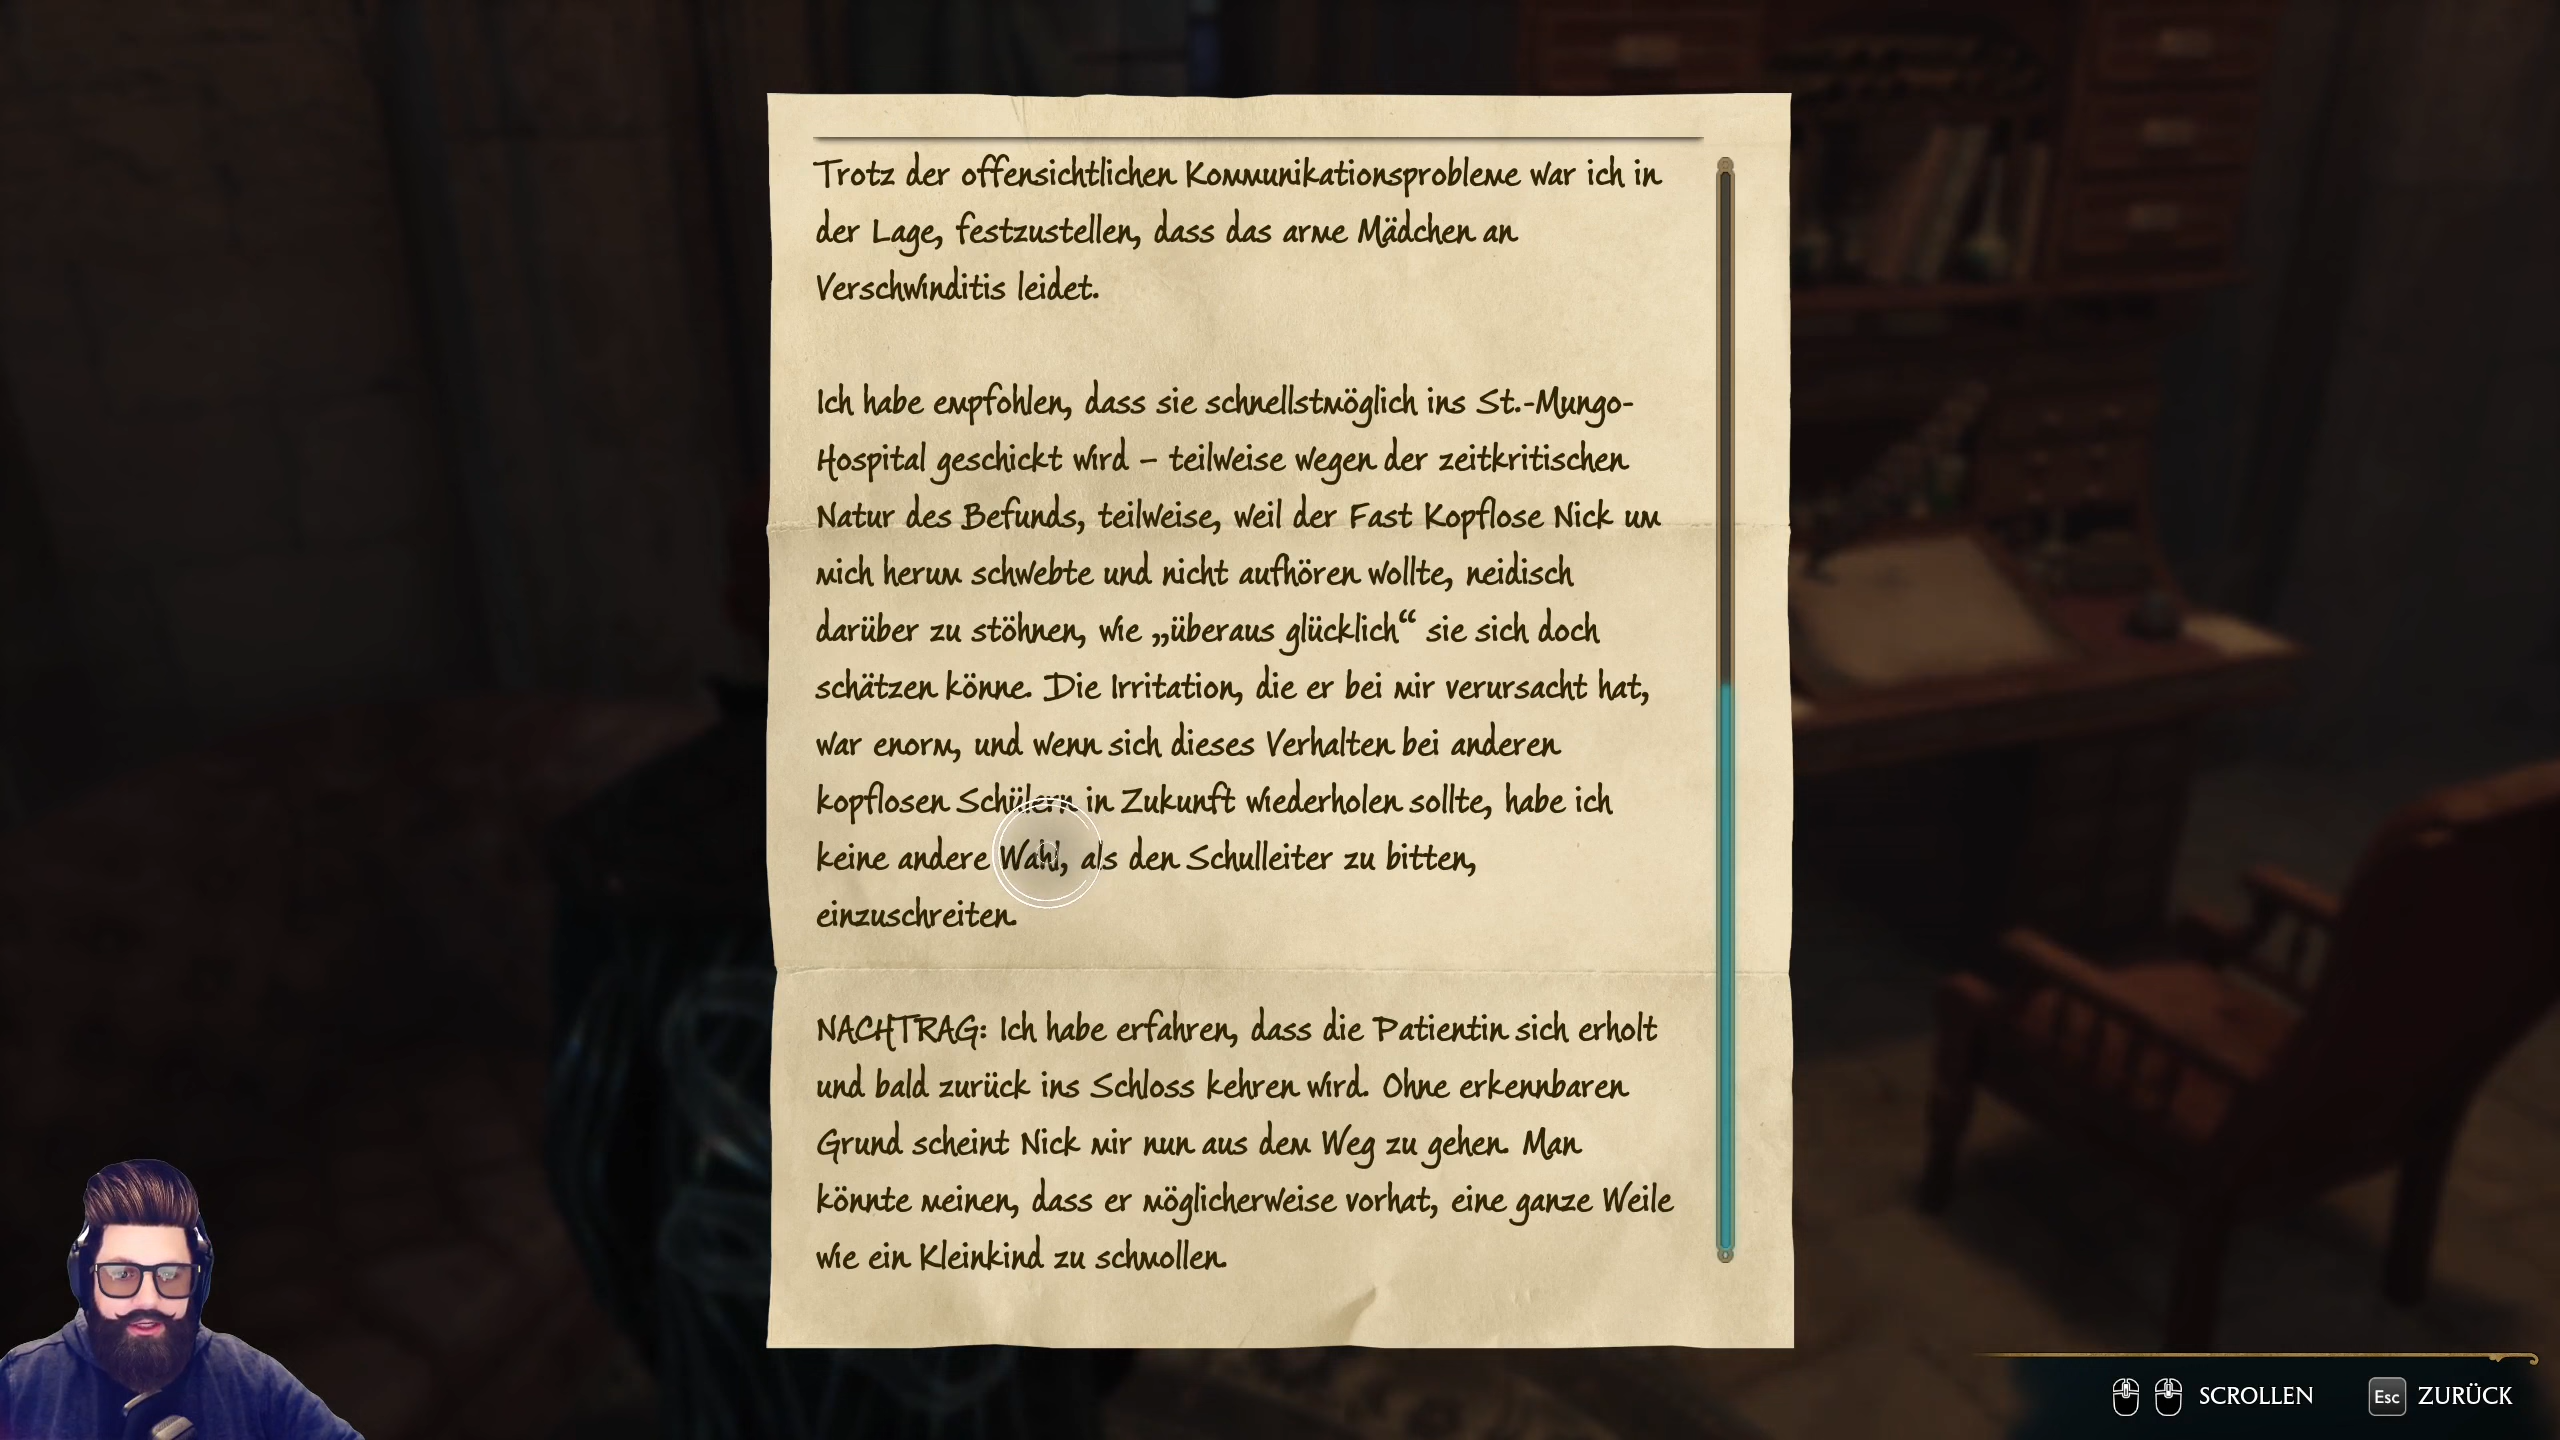 Trotz der offensichtlichen Kommunikationsprobleme war ich in
der Lage, festzustellen, dass das arme Mädchen an
Verschwinditis leidet.
Ich habe empfohlen, dass sie schnellstmöglich ins St.-Mungo-
Hospital geschickt wird – teilweise wegen der zeitkritischen
Natur des Befunds, teilweise, weil der Fast Kopflose Nick um
mich herum schwebte und nicht aufhören wollte, neidisch
darüber zu stöhnen, wie „überaus glücklich“ sie sich doch
schätzen könne. Die Irritation, die er bei mir verursacht hat,
war enorm, und wenn sich dieses Verhalten bei anderen
kopflosen Schülern in Zukunft wiederholen sollte, habe ich
keine andere Wahl, als den Schulleiter zu bitten,
einzuschreiten.
NACHTRAG: Ich habe erfahren, dass die Patientin sich erholt
und bald zurück ins Schloss kehren wird. Ohne erkennbaren
Grund scheint Nick mir nun aus dem Weg zu gehen. Man
könnte meinen, dass er möglicherweise vorhat, eine ganze Weile
wie ein Kleinkind zu schmollen.
SCROLLEN
Esc ZURÜCK